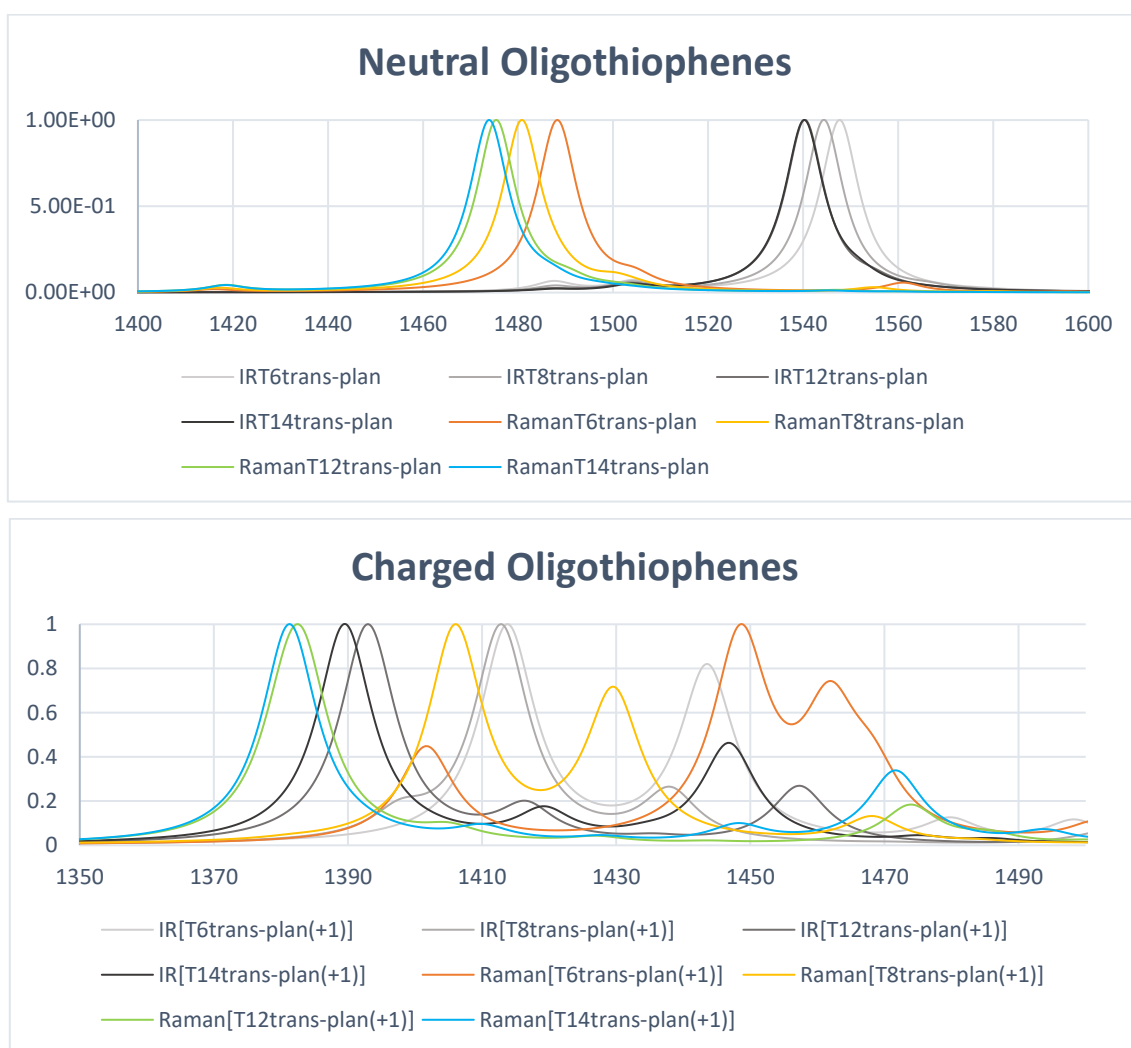 Neutral Oligothiophenes
1.00E+00
5.00E-01
0.00E+00
1400 1420 1440 1460 1480 1500 1520 1540 1560 1580 1600
IRT6trans-plan IRT8trans-plan IRT12trans-plan
IRT14trans-plan RamanT6trans-plan RamanT8trans-plan
RamanT12trans-plan RamanT14trans-plan
Charged Oligothiophenes
1
0.8
0.6
0.4
0.2
0
1350 1370 1390 1410 1430 1450 1470 1490
IR[T6trans-plan(+1)] IR[T8trans-plan(+1)] IR[T12trans-plan(+1)]
IR[T14trans-plan(+1)] Raman[T6trans-plan(+1)] Raman[T8trans-plan(+1)]
Raman[T12trans-plan(+1)] Raman[T14trans-plan(+1)]